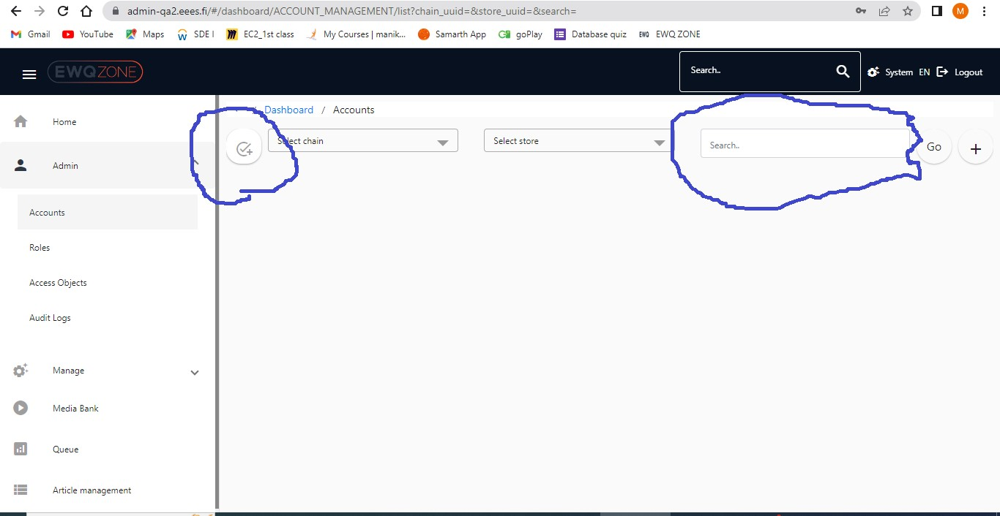 admin-qa2.eees.fi/#/dashboard/ACCOUNT_MANAGEMENT/list?chain_uuid=&store_uuid=&search=
M
Gmail YouTube Maps SDE I EC2_1st class My Courses | manik... Samarth App goPlay Database quiz EWQ EWQ ZONE
EWQZONE Search.. System EN Logout
Dashboard / Accounts
Home
Select chain Select store Search.. Go +
Admin
Accounts
Roles
Access Objects
Audit Logs
Manage
Media Bank
Queue
Article management